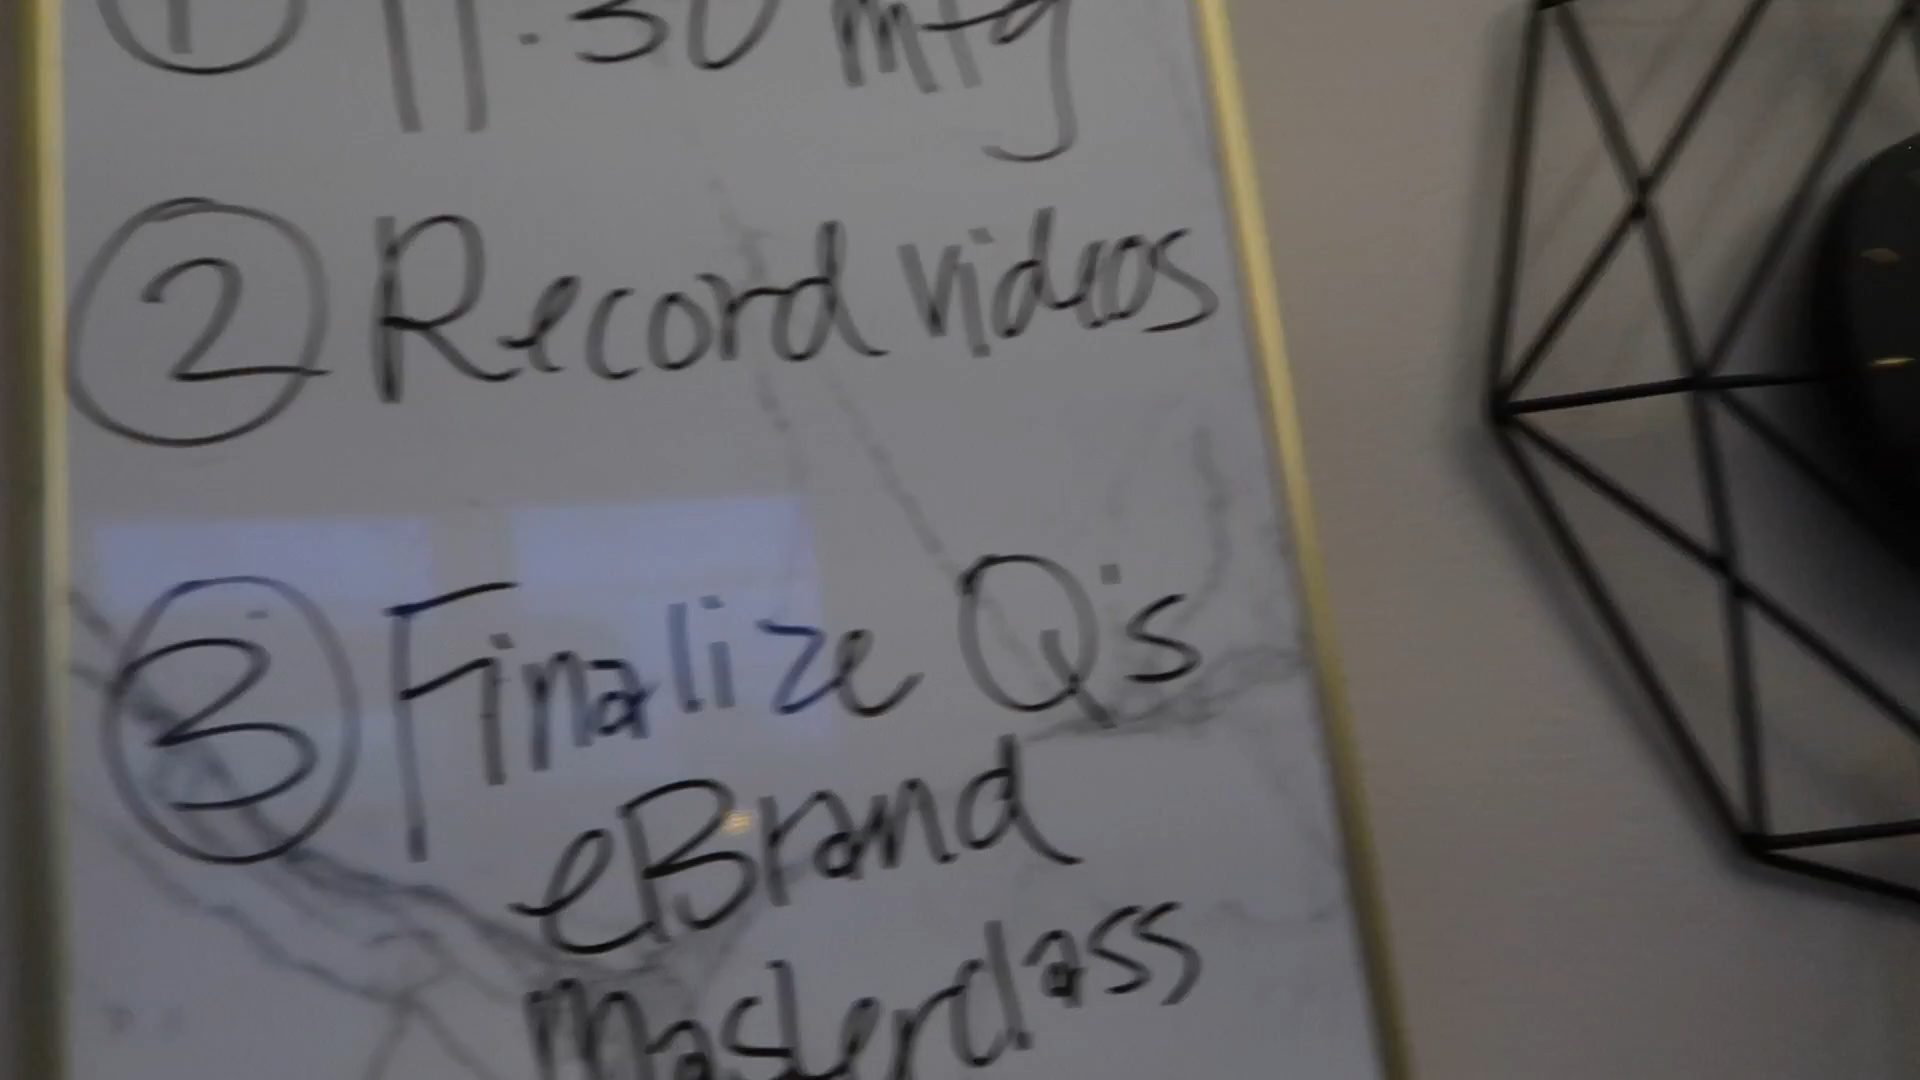 1 11:30 mtg
2 Record videos
3 Finalize Q's
eBrand
Masterclass